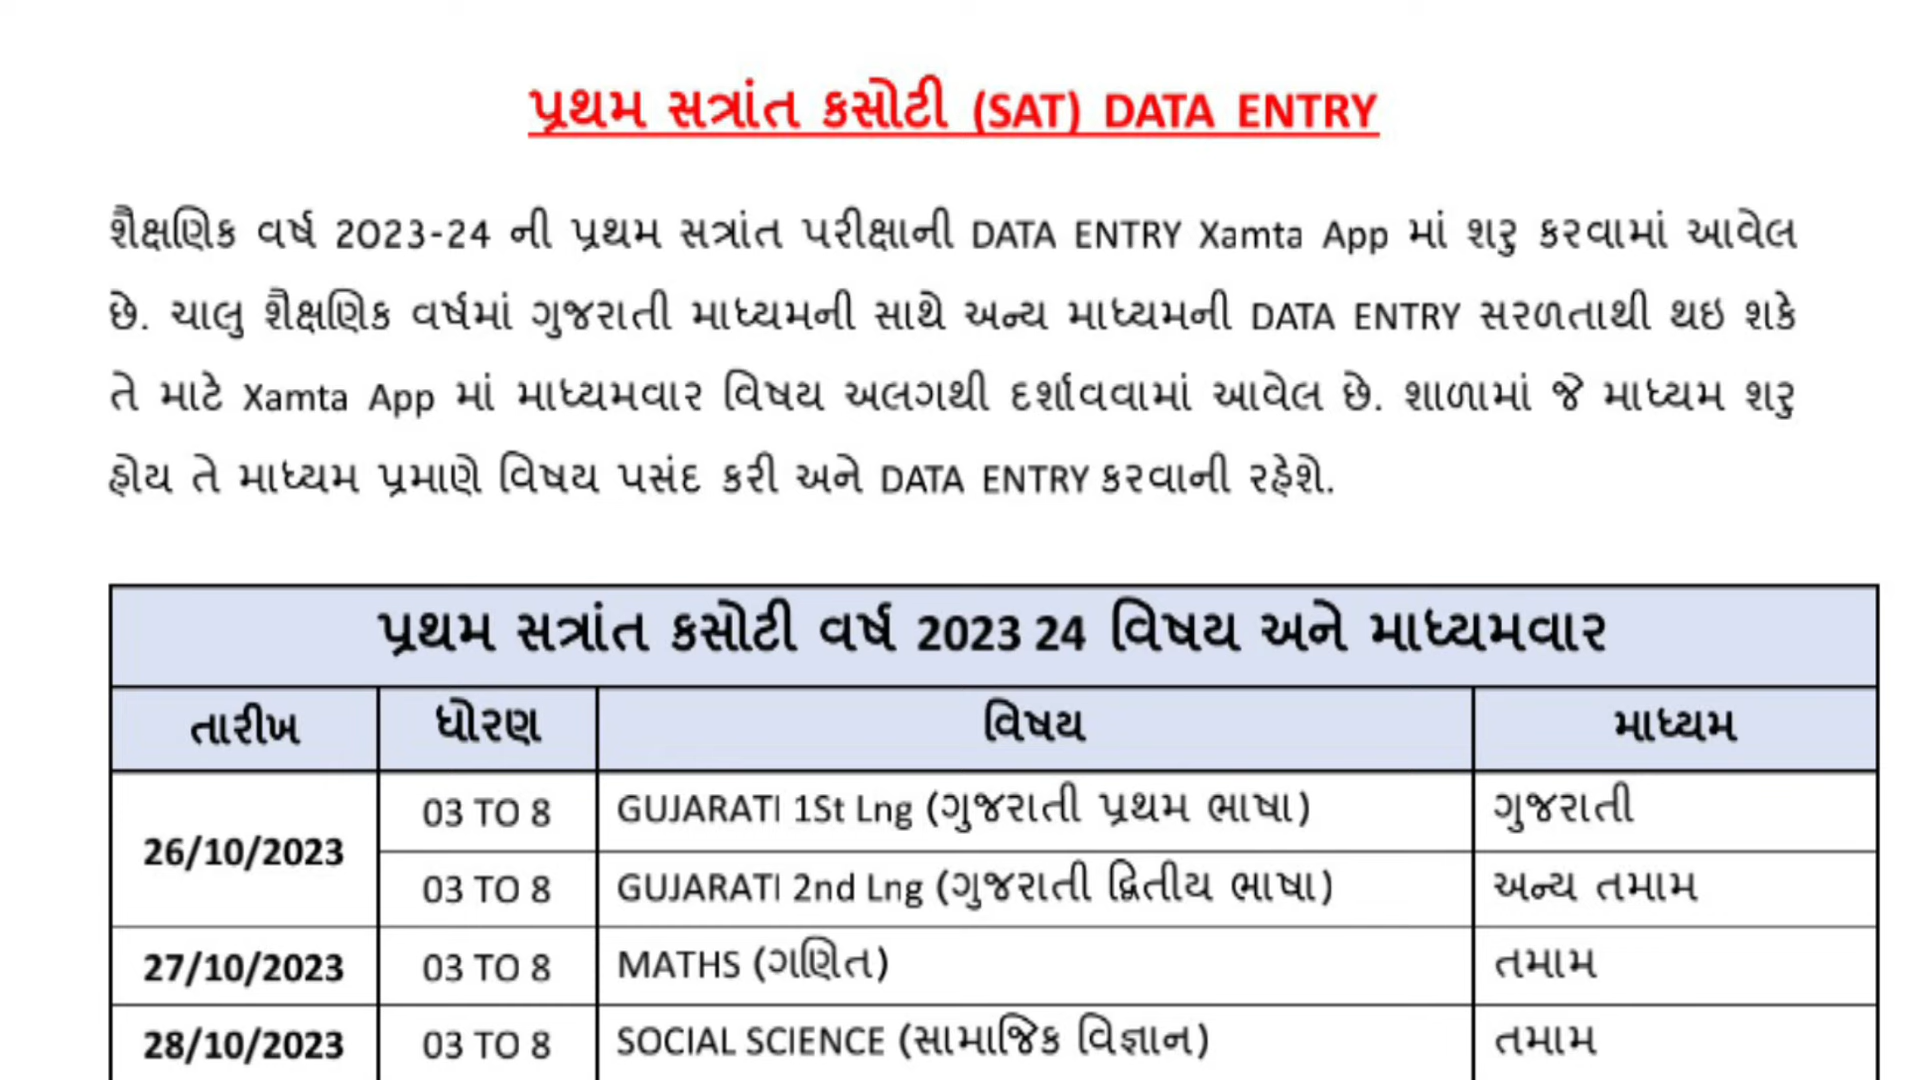 પ્રથમ સત્રાંત કસોટી (SAT) DATA ENTRY
શૈક્ષણિક વર્ષ 2023-24 ની પ્રથમ સત્રાંત પરીક્ષાની DATA ENTRY Xamta App માં શરુ કરવામાં આવેલ
છે. ચાલુ શૈક્ષણિક વર્ષમાં ગુજરાતી માધ્યમની સાથે અન્ય માધ્યમની DATA ENTRY સરળતાથી થઇ શકે
તે માટે Xamta App માં માધ્યમવાર વિષય અલગથી દર્શાવવામાં આવેલ છે. શાળામાં જે માધ્યમ શરુ
હોય તે માધ્યમ પ્રમાણે વિષય પસંદ કરી અને DATA ENTRY કરવાની રહેશે.
પ્રથમ સત્રાંત કસોટી વર્ષ 2023 24 વિષય અને માધ્યમવાર
તારીખ ધોરણ વિષય માધ્યમ
26/10/2023 03 TO 8 GUJARATI 1St Lng (ગુજરાતી પ્રથમ ભાષા) ગુજરાતી
03 TO 8 GUJARATI 2nd Lng (ગુજરાતી દ્વિતીય ભાષા) અન્ય તમામ
27/10/2023 03 TO 8 MATHS (ગણિત) તમામ
28/10/2023 03 TO 8 SOCIAL SCIENCE (સામાજિક વિજ્ઞાન) તમામ